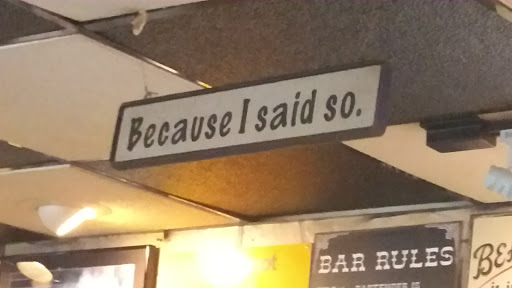 Because I said so.
BAR RULES